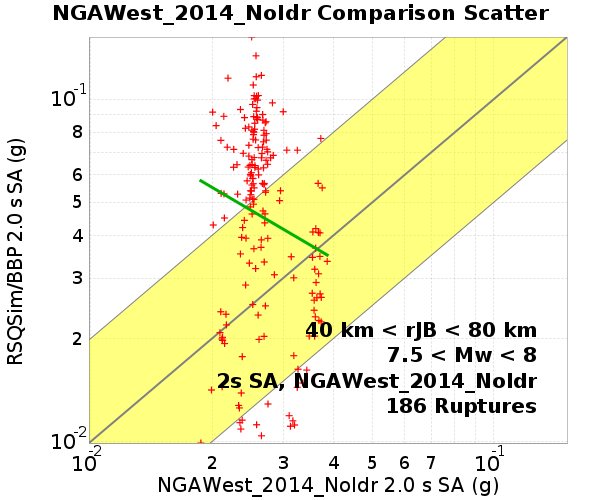 NGAWest_2014_NoIdr Comparison Scatter
RSQSim/BBP 2.0 s SA (g)
10-1
8
7
6
5
4
3
2
10-2
40 km < rJB < 80 km
7.5 < Mw < 8
2s SA, NGAWest_2014_NoIdr
186 Ruptures
10-2 2 3 4 5 6 7 10-1
NGAWest_2014_NoIdr 2.0 s SA (g)